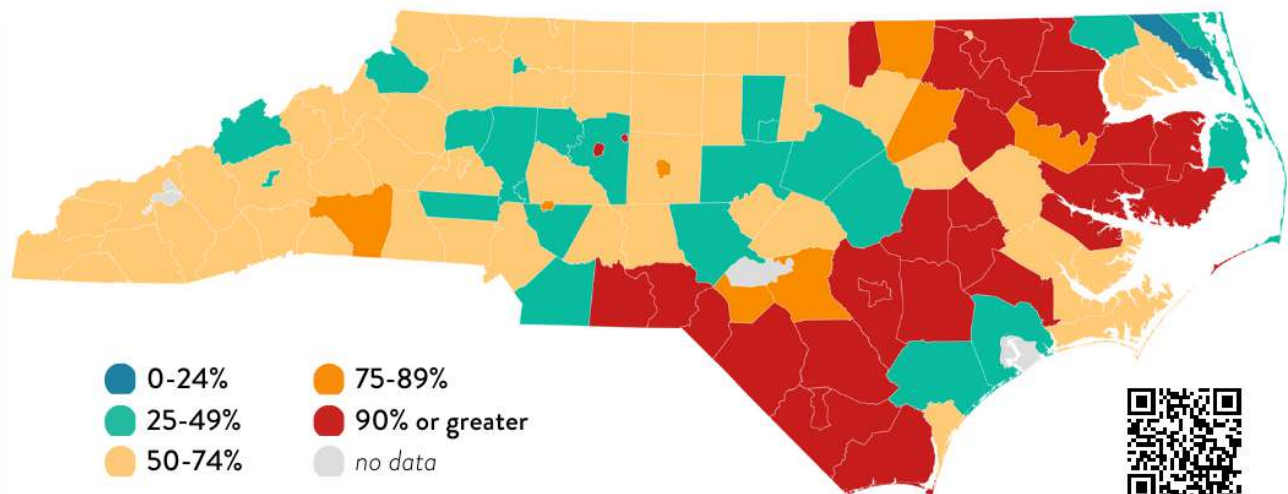 0-24%
25-49%
50-74%
75-89%
90% or greater
no data